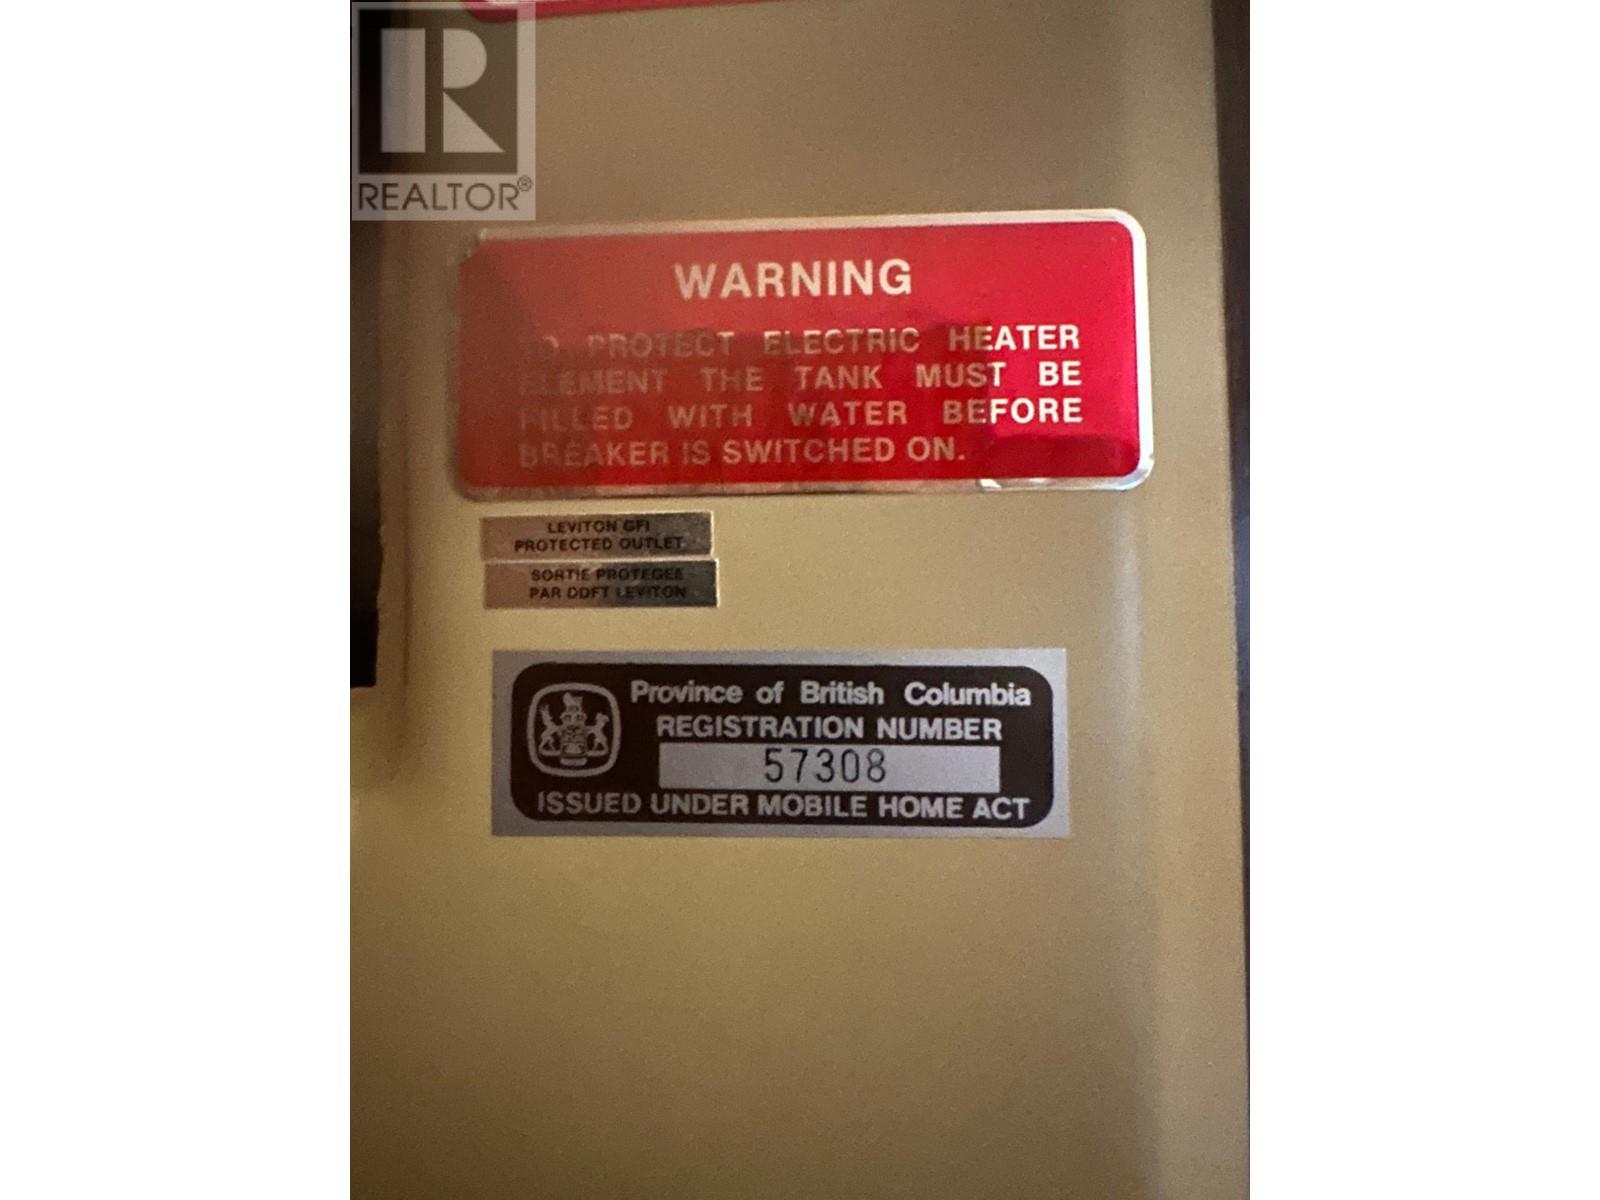 REALTOR®
WARNING
TO PROTECT ELECTRIC HEATER
ELEMENT THE TANK MUST BE
FILLED WITH WATER BEFORE
BREAKER IS SWITCHED ON.
LEVITON GFI
PROTECTED OUTLET
SORTIE PROTEGEE
PAR DDFT LEVITON
Province of British Columbia
REGISTRATION NUMBER
57308
ISSUED UNDER MOBILE HOME ACT